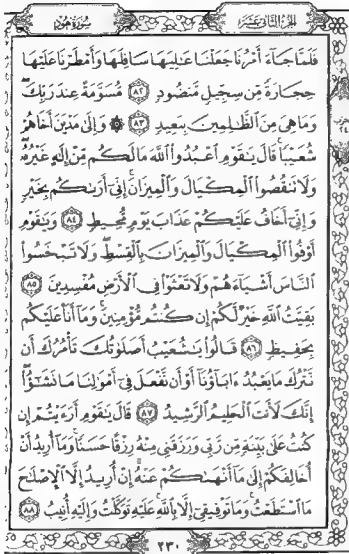 الجزء الثاني عشر
سورة هود
فَلَمَّا جَآءَ أَمْرُنَا جَعَلْنَا عَٰلِيَهَا سَافِلَهَا وَأَمْطَرْنَا عَلَيْهَا
حِجَارَةً مِّن سِجِّيلٍ مَّنضُودٍ ٨٢ مُّسَوَّمَةً عِندَ رَبِّكَۖ
وَمَا هِىَ مِنَ ٱلظَّٰلِمِينَ بِبَعِيدٍ ٨٣ ۞ وَإِلَىٰ مَدْيَنَ أَخَاهُمْ
شُعَيْبًاۚ قَالَ يَٰقَوْمِ ٱعْبُدُوا۟ ٱللَّهَ مَا لَكُم مِّنْ إِلَٰهٍ غَيْرُهُۥۖ
وَلَا تَنقُصُوا۟ ٱلْمِكْيَالَ وَٱلْمِيزَانَۚ إِنِّىٓ أَرَىٰكُم بِخَيْرٍ
وَإِنِّىٓ أَخَافُ عَلَيْكُمْ عَذَابَ يَوْمٍ مُّحِيطٍ ٨٤ وَيَٰقَوْمِ
أَوْفُوا۟ ٱلْمِكْيَالَ وَٱلْمِيزَانَ بِٱلْقِسْطِۖ وَلَا تَبْخَسُوا۟
ٱلنَّاسَ أَشْيَآءَهُمْ وَلَا تَعْثَوْا۟ فِى ٱلْأَرْضِ مُفْسِدِينَ ٨٥
بَقِيَّتُ ٱللَّهِ خَيْرٌ لَّكُمْ إِن كُنتُم مُّؤْمِنِينَۚ وَمَآ أَنَا۠ عَلَيْكُم
بِحَفِيظٍ ٨٦ قَالُوا۟ يَٰشُعَيْبُ أَصَلَوٰتُكَ تَأْمُرُكَ أَن
نَّتْرُكَ مَا يَعْبُدُ ءَابَآؤُنَآ أَوْ أَن نَّفْعَلَ فِىٓ أَمْوَٰلِنَا مَا نَشَٰٓؤُا۟ۖ
إِنَّكَ لَأَنتَ ٱلْحَلِيمُ ٱلرَّشِيدُ ٨٧ قَالَ يَٰقَوْمِ أَرَءَيْتُمْ إِن
كُنتُ عَلَىٰ بَيِّنَةٍ مِّن رَّبِّى وَرَزَقَنِى مِنْهُ رِزْقًا حَسَنًاۚ وَمَآ أُرِيدُ أَنْ
أُخَالِفَكُمْ إِلَىٰ مَآ أَنْهَىٰكُمْ عَنْهُۚ إِنْ أُرِيدُ إِلَّا ٱلْإِصْلَٰحَ
مَا ٱسْتَطَعْتُۚ وَمَا تَوْفِيقِىٓ إِلَّا بِٱللَّهِۚ عَلَيْهِ تَوَكَّلْتُ وَإِلَيْهِ أُنِيبُ ٨٨
٢٣٠